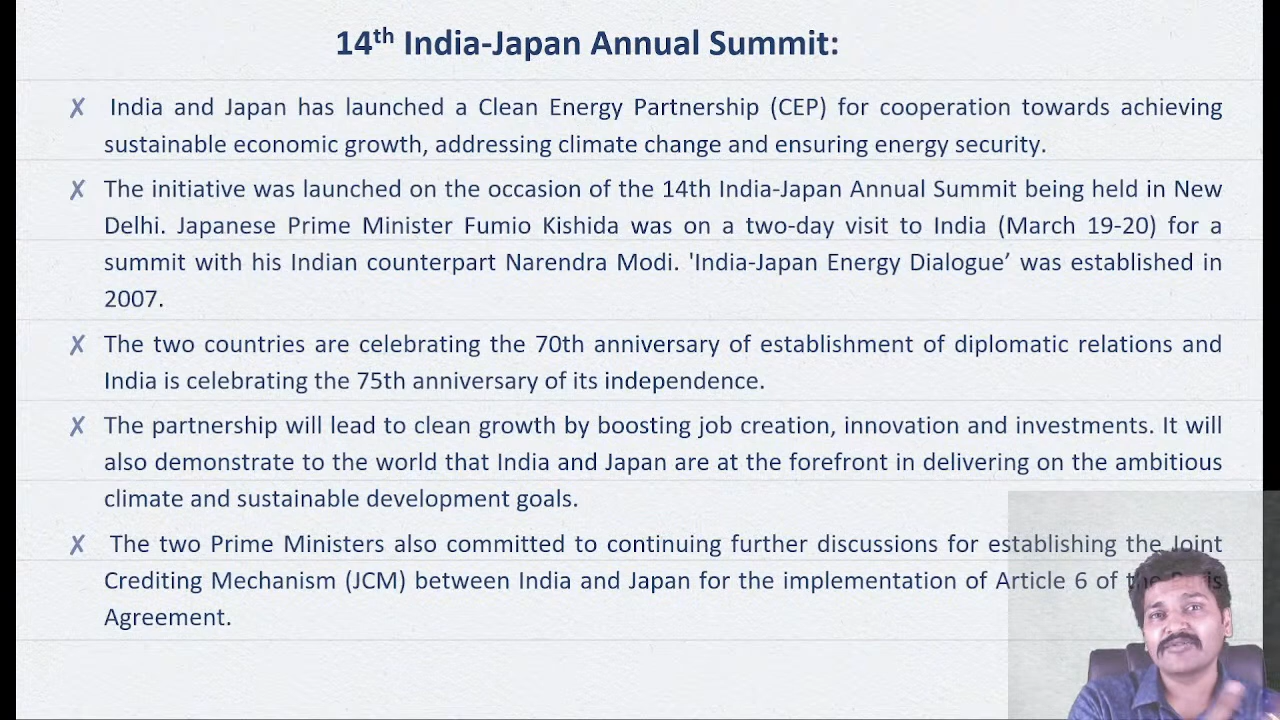 14th India-Japan Annual Summit:
✗ India and Japan has launched a Clean Energy Partnership (CEP) for cooperation towards achieving
sustainable economic growth, addressing climate change and ensuring energy security.
✗ The initiative was launched on the occasion of the 14th India-Japan Annual Summit being held in New
Delhi. Japanese Prime Minister Fumio Kishida was on a two-day visit to India (March 19-20) for a
summit with his Indian counterpart Narendra Modi. 'India-Japan Energy Dialogue’ was established in
2007.
✗ The two countries are celebrating the 70th anniversary of establishment of diplomatic relations and
India is celebrating the 75th anniversary of its independence.
✗ The partnership will lead to clean growth by boosting job creation, innovation and investments. It will
also demonstrate to the world that India and Japan are at the forefront in delivering on the ambitious
climate and sustainable development goals.
✗ The two Prime Ministers also committed to continuing further discussions for establishing the Joint
Crediting Mechanism (JCM) between India and Japan for the implementation of Article 6 of the Paris
Agreement.